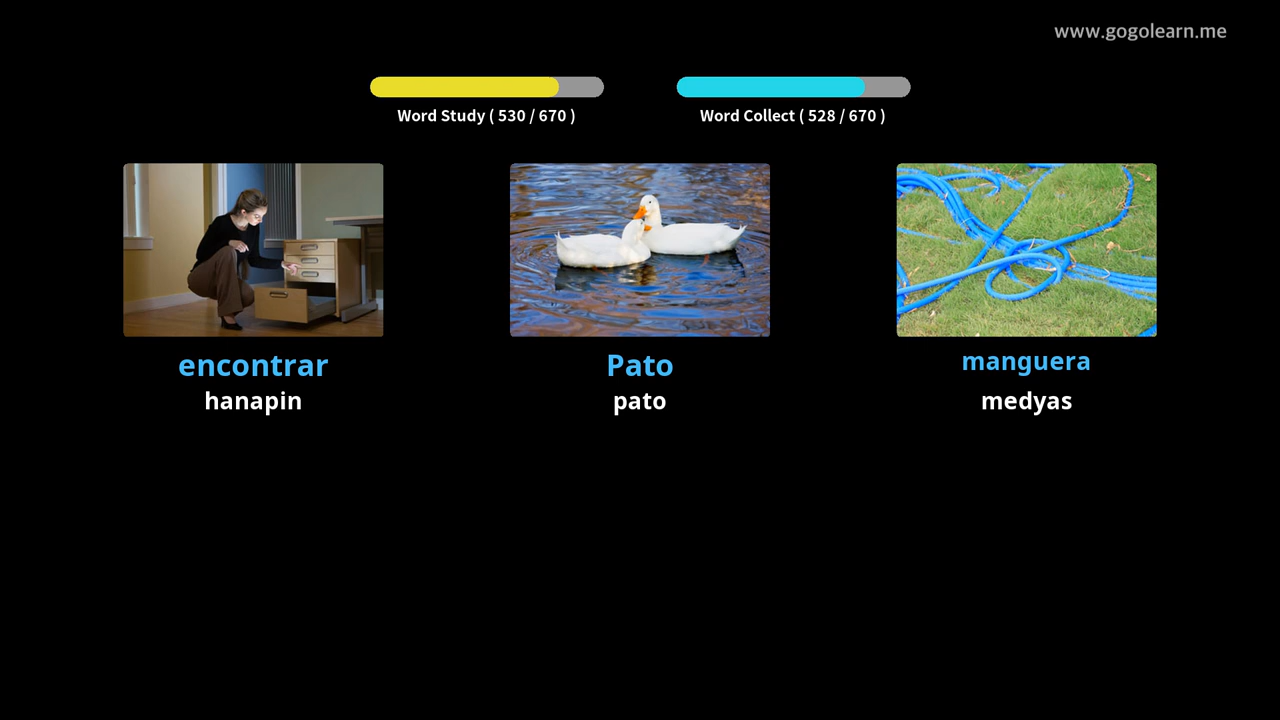 www.gogolearn.me
Word Study ( 530 / 670 )
Word Collect ( 528 / 670 )
encontrar
hanapin
Pato
pato
manguera
medyas